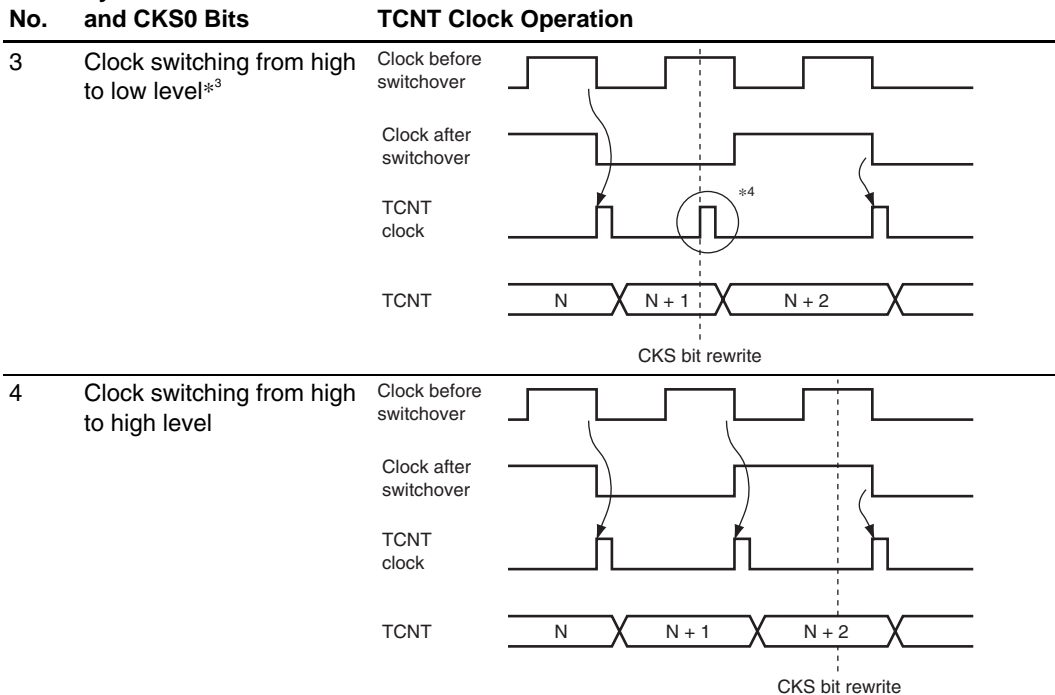 No. and CKS0 Bits TCNT Clock Operation
3 Clock switching from high to low level*3
Clock before switchover
Clock after switchover
TCNT clock
*4
TCNT N N + 1 N + 2
CKS bit rewrite
4 Clock switching from high to high level
Clock before switchover
Clock after switchover
TCNT clock
TCNT N N + 1 N + 2
CKS bit rewrite